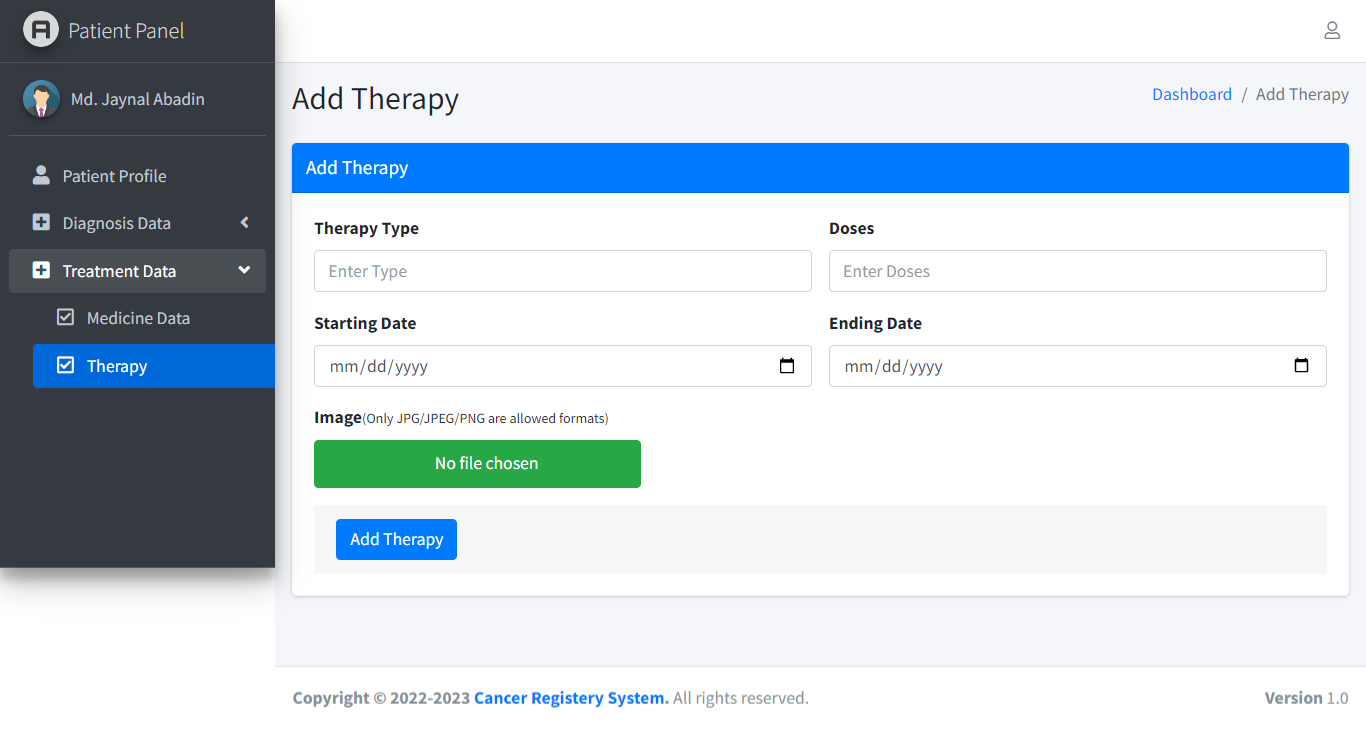 Patient Panel
Md. Jaynal Abadin
Patient Profile
Diagnosis Data
Treatment Data
Medicine Data
Therapy
Add Therapy
Dashboard / Add Therapy
Add Therapy
Therapy Type
Enter Type
Doses
Enter Doses
Starting Date
mm/dd/yyyy
Ending Date
mm/dd/yyyy
Image(Only JPG/JPEG/PNG are allowed formats)
No file chosen
Add Therapy
Copyright © 2022-2023 Cancer Registery System. All rights reserved.
Version 1.0